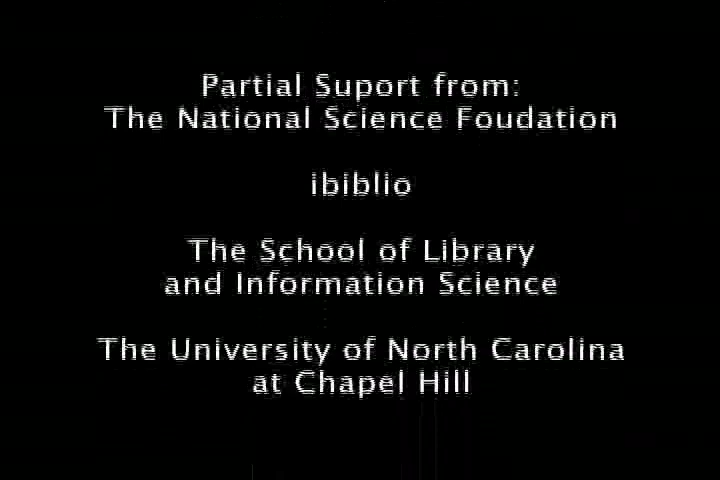 Partial Suport from:
The National Science Foudation
ibiblio
The School of Library
and Information Science
The University of North Carolina
at Chapel Hill